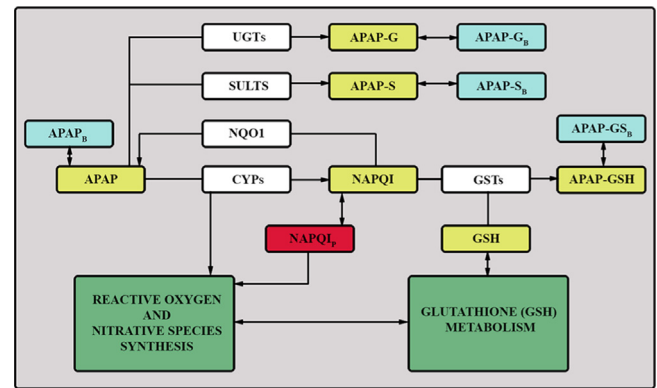 UGTs
APAP-G
APAP-GB
SULTS
APAP-S
APAP-SB
APAPB
NQO1
APAP-GSB
APAP
CYPs
NAPQI
GSTs
APAP-GSH
NAPQIP
GSH
REACTIVE OXYGEN
AND
NITRATIVE SPECIES
SYNTHESIS
GLUTATHIONE (GSH)
METABOLISM